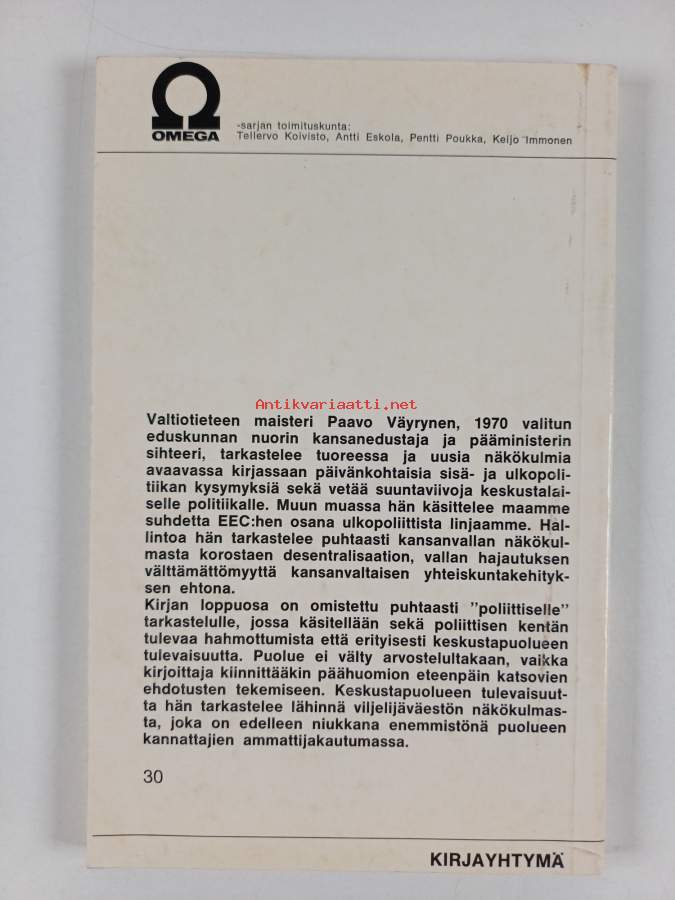 OMEGA
-sarjan toimituskunta:
Tellervo Koivisto, Antti Eskola, Pentti Poukka, Keijo Immonen
Antikvariaatti.net
Valtiotieteen maisteri Paavo Väyrynen, 1970 valitun
eduskunnan nuorin kansanedustaja ja pääministerin
sihteeri, tarkastelee tuoreessa ja uusia näkökulmia
avaavassa kirjassaan päivänkohtaisia sisä- ja ulkopoli-
tiikan kysymyksiä sekä vetää suuntaviivoja keskustalai-
selle politiikalle. Muun muassa hän käsittelee maamme
suhdetta EEC:hen osana ulkopoliittista linjaamme. Hal-
lintoa hän tarkastelee puhtaasti kansanvallan näkökul-
masta korostaen desentralisaation, vallan hajautuksen
välttämättömyyttä kansanvaltaisen yhteiskuntakehityk-
sen ehtona.
Kirjan loppuosa on omistettu puhtaasti "poliittiselle"
tarkastelulle, jossa käsitellään sekä poliittisen kentän
tulevaa hahmottumista että erityisesti keskustapuolueen
tulevaisuutta. Puolue ei välty arvostelultakaan, vaikka
kirjoittaja kiinnittääkin päähuomion eteenpäin katsovien
ehdotusten tekemiseen. Keskustapuolueen tulevaisuut-
ta hän tarkastelee lähinnä viljelijäväestön näkökulmas-
ta, joka on edelleen niukkana enemmistönä puolueen
kannattajien ammattijakautumassa.
30
KIRJAYHTYMÄ